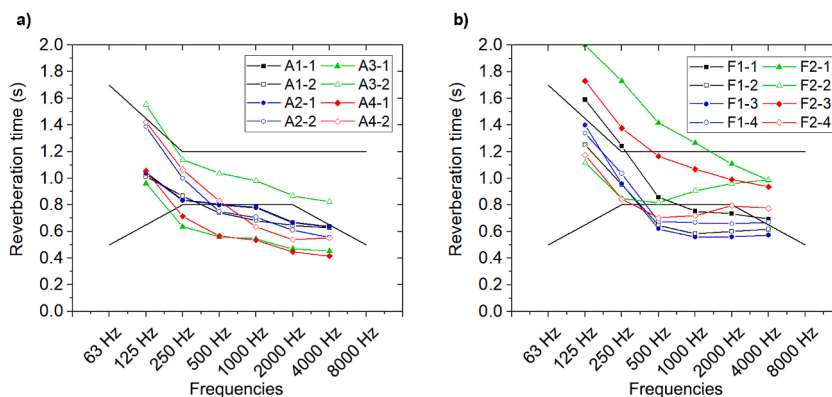 a)
2.0
1.8
1.6
1.4
1.2
1.0
0.8
0.6
0.4
0.2
0.0
Reverberation time (s)
A1-1 A3-1
A1-2 A3-2
A2-1 A4-1
A2-2 A4-2
63 Hz
125 Hz
250 Hz
500 Hz
1000 Hz
2000 Hz
4000 Hz
8000 Hz
Frequencies
b)
2.0
1.8
1.6
1.4
1.2
1.0
0.8
0.6
0.4
0.2
0.0
Reverberation time (s)
F1-1 F2-1
F1-2 F2-2
F1-3 F2-3
F1-4 F2-4
63 Hz
125 Hz
250 Hz
500 Hz
1000 Hz
2000 Hz
4000 Hz
8000 Hz
Frequencies